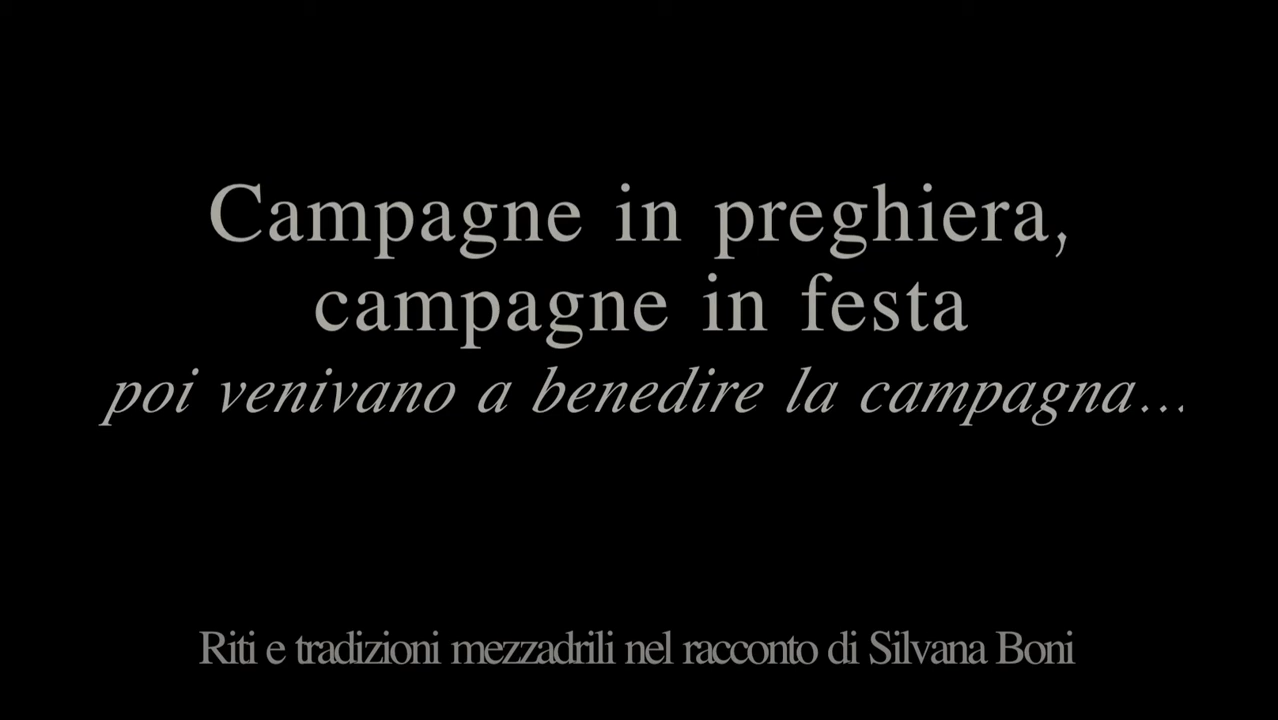 Campagne in preghiera,
campagne in festa
poi venivano a benedire la campagna...
Riti e tradizioni mezzadrili nel racconto di Silvana Boni